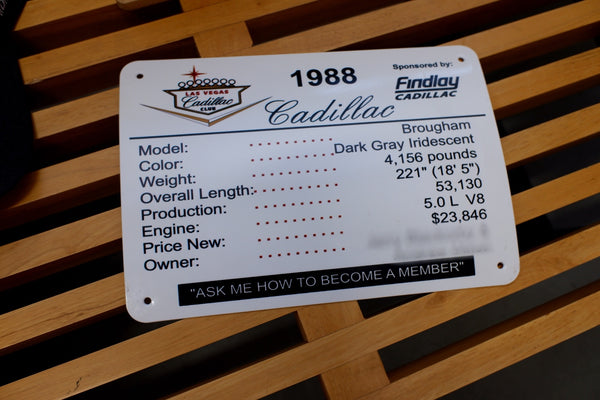 LAS VEGAS
Cadillac
CLUB
1988
Cadillac
Sponsored by:
Findlay
CADILLAC
Model: Brougham
Color: Dark Gray Iridescent
Weight: 4,156 pounds
Overall Length: 221" (18' 5")
Production: 53,130
Engine: 5.0 L V8
Price New: $23,846
Owner:
"ASK ME HOW TO BECOME A MEMBER"